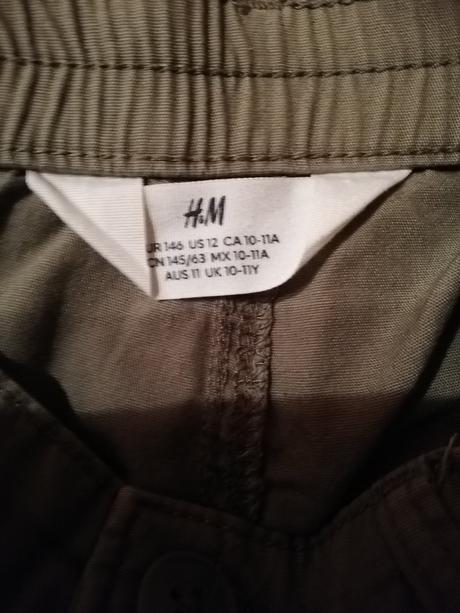 H&M
UR 146 US 12 CA 10-11A
CN 145/63 MX 10-11A
AUS 11 UK 10-11Y